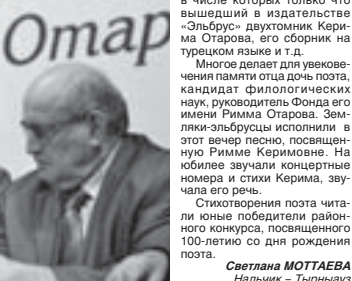 Отар
в числе которых только что
вышедший в издательстве
«Эльбрус» двухтомник Кери-
ма Отарова, его сборник на
турецком языке и т.д.
Многое делает для увекове-
чения памяти отца дочь поэта,
кандидат филологических
наук, руководитель Фонда его
имени Римма Отарова. Зем-
ляки-эльбрусцы исполнили в
этот вечер песню, посвящен-
ную Римме Керимовне. На
юбилее звучали концертные
номера и стихи Керима, зву-
чала его речь.
Стихотворения поэта чита-
ли юные победители район-
ного конкурса, посвященного
100-летию со дня рождения
поэта.
Светлана МОТТАЕВА
Нальчик – Тырныауз